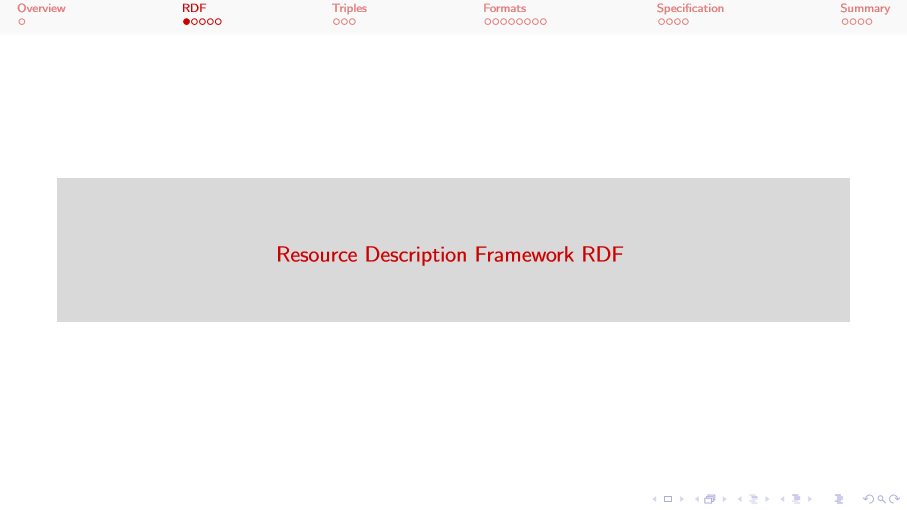 Overview RDF Triples Formats Specification Summary
Resource Description Framework RDF